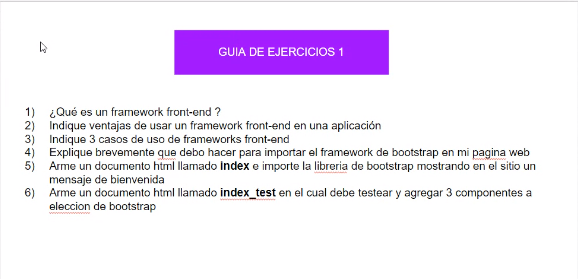 GUIA DE EJERCICIOS 1
1) ¿Qué es un framework front-end ?
2) Indique ventajas de usar un framework front-end en una aplicación
3) Indique 3 casos de uso de frameworks front-end
4) Explique brevemente que debo hacer para importar el framework de bootstrap en mi pagina web
5) Arme un documento html llamado index e importe la libreria de bootstrap mostrando en el sitio un
mensaje de bienvenida
6) Arme un documento html llamado index_test en el cual debe testear y agregar 3 componentes a
eleccion de bootstrap